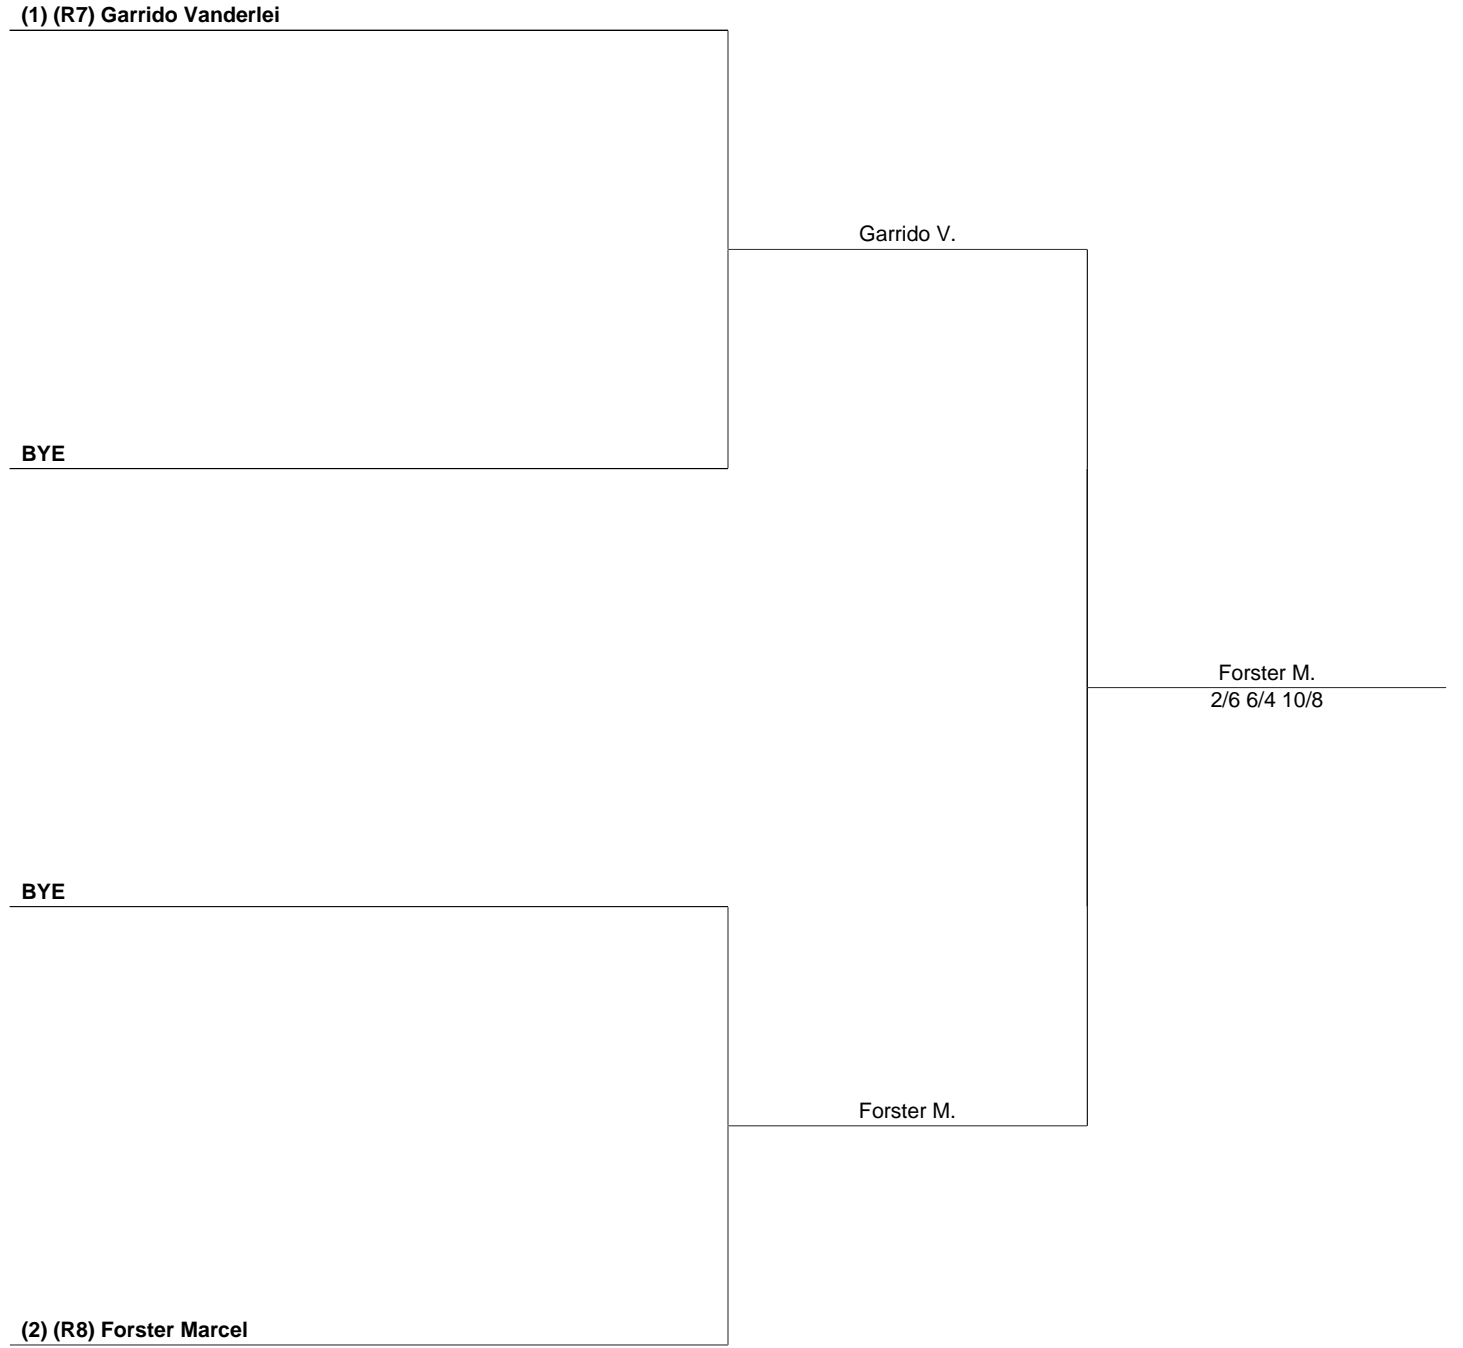 (1) (R7) Garrido Vanderlei
Garrido V.
BYE
Forster M.
2/6 6/4 10/8
BYE
Forster M.
(2) (R8) Forster Marcel